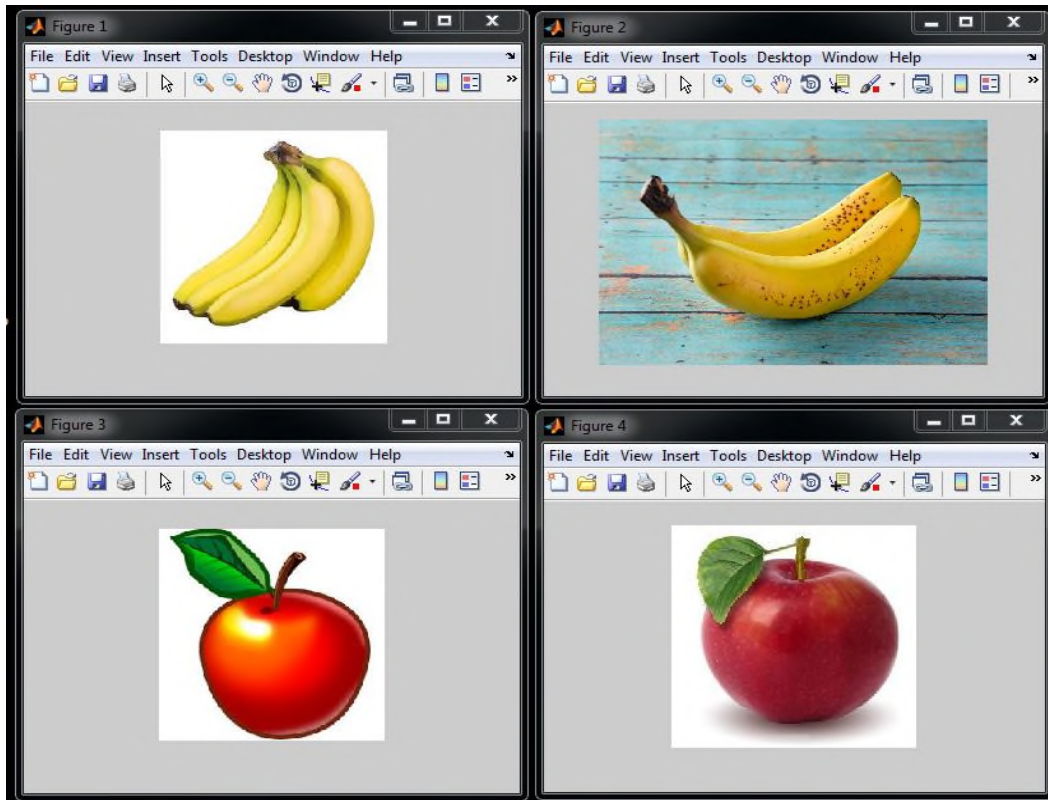 Figure 1
File Edit View Insert Tools Desktop Window Help
Figure 2
File Edit View Insert Tools Desktop Window Help
Figure 3
File Edit View Insert Tools Desktop Window Help
Figure 4
File Edit View Insert Tools Desktop Window Help